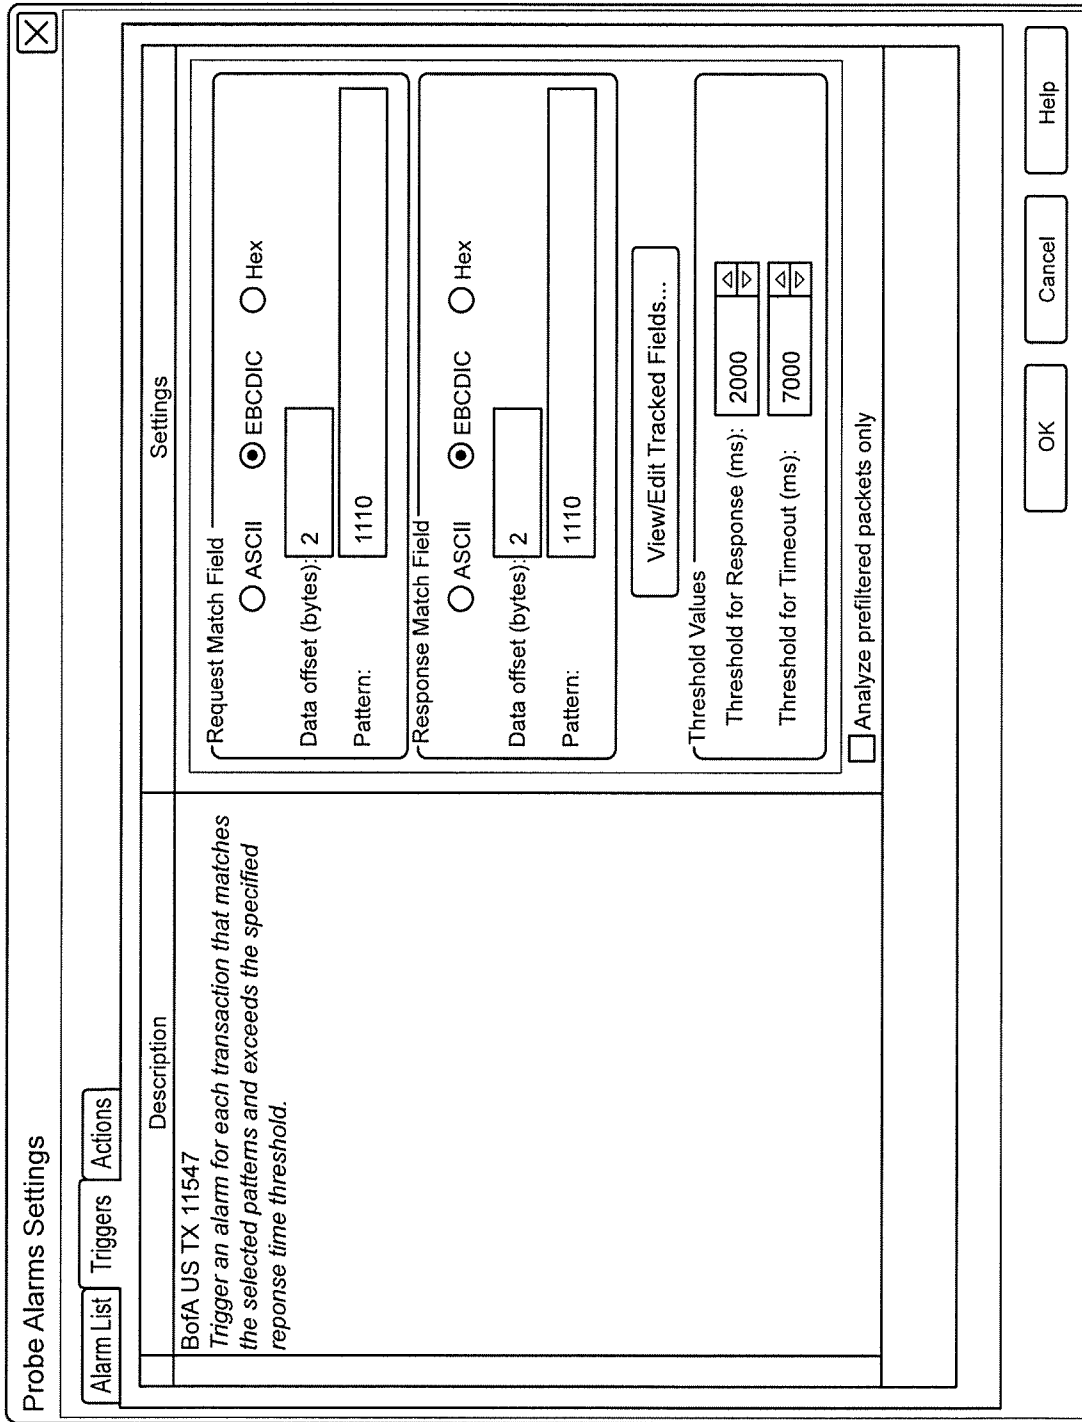 Probe Alarms Settings
Alarm List
Triggers
Actions
Description
Settings
BofA US TX 11547
Trigger an alarm for each transaction that matches
the selected patterns and exceeds the specified
reponse time threshold.
Request Match Field
ASCII
EBCDIC
Hex
Data offset (bytes): 2
Pattern: 1110
Response Match Field
ASCII
EBCDIC
Hex
Data offset (bytes): 2
Pattern: 1110
View/Edit Tracked Fields...
Threshold Values
Threshold for Response (ms): 2000
Threshold for Timeout (ms): 7000
Analyze prefiltered packets only
OK
Cancel
Help